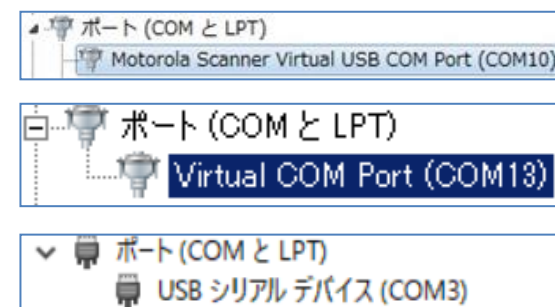 ポート (COM と LPT)
Motorola Scanner Virtual USB COM Port (COM10)
ポート (COM と LPT)
Virtual COM Port (COM13)
ポート (COM と LPT)
USB シリアル デバイス (COM3)